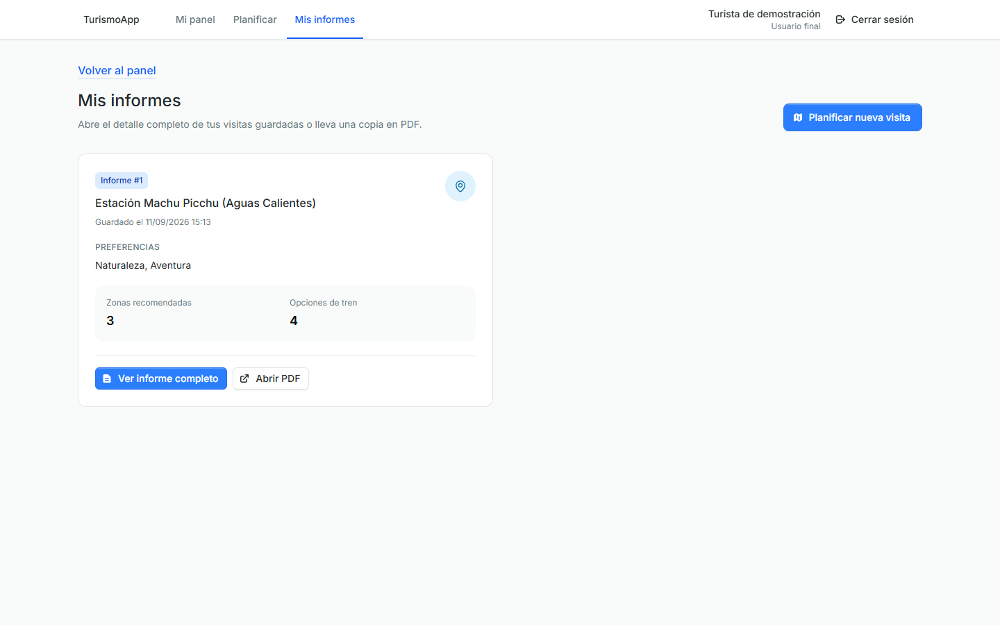 TurismoApp
Mi panel
Planificar
Mis informes
Turista de demostración
Usuario final
Cerrar sesión
Volver al panel
Mis informes
Abre el detalle completo de tus visitas guardadas o lleva una copia en PDF.
Planificar nueva visita
Informe #1
Estación Machu Picchu (Aguas Calientes)
Guardado el 11/09/2026 15:13
PREFERENCIAS
Naturaleza, Aventura
Zonas recomendadas
3
Opciones de tren
4
Ver informe completo
Abrir PDF